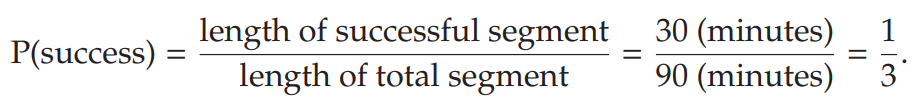 P(success) = length of successful segment / length of total segment = 30 (minutes) / 90 (minutes) = 1 / 3.